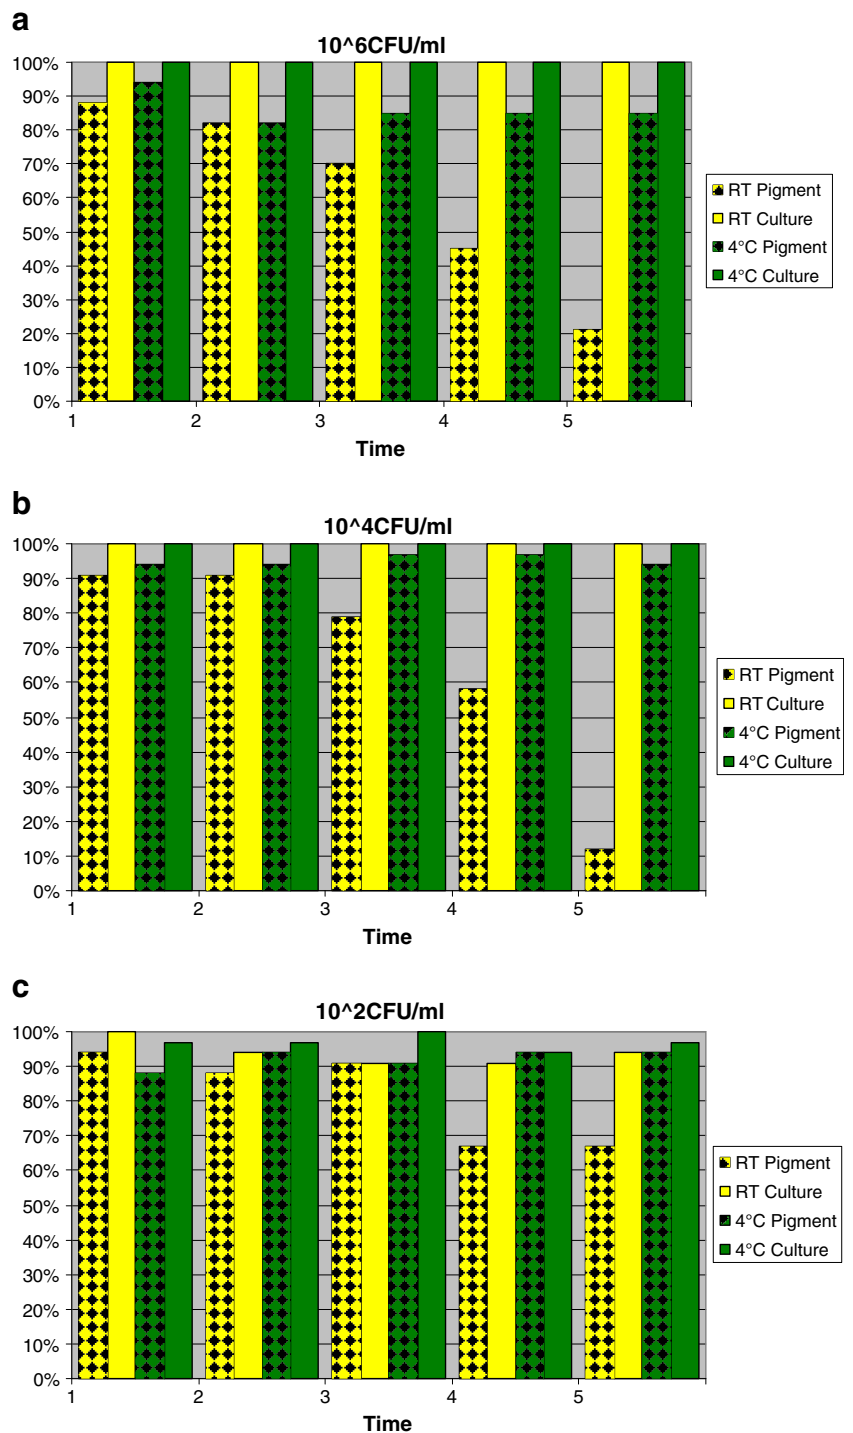 a
10^6CFU/ml
100%
90%
80%
70%
60%
50%
40%
30%
20%
10%
0%
1 2 3 4 5
Time
RT Pigment
RT Culture
4°C Pigment
4°C Culture
b
10^4CFU/ml
100%
90%
80%
70%
60%
50%
40%
30%
20%
10%
0%
1 2 3 4 5
Time
RT Pigment
RT Culture
4°C Pigment
4°C Culture
c
10^2CFU/ml
100%
90%
80%
70%
60%
50%
40%
30%
20%
10%
0%
1 2 3 4 5
Time
RT Pigment
RT Culture
4°C Pigment
4°C Culture